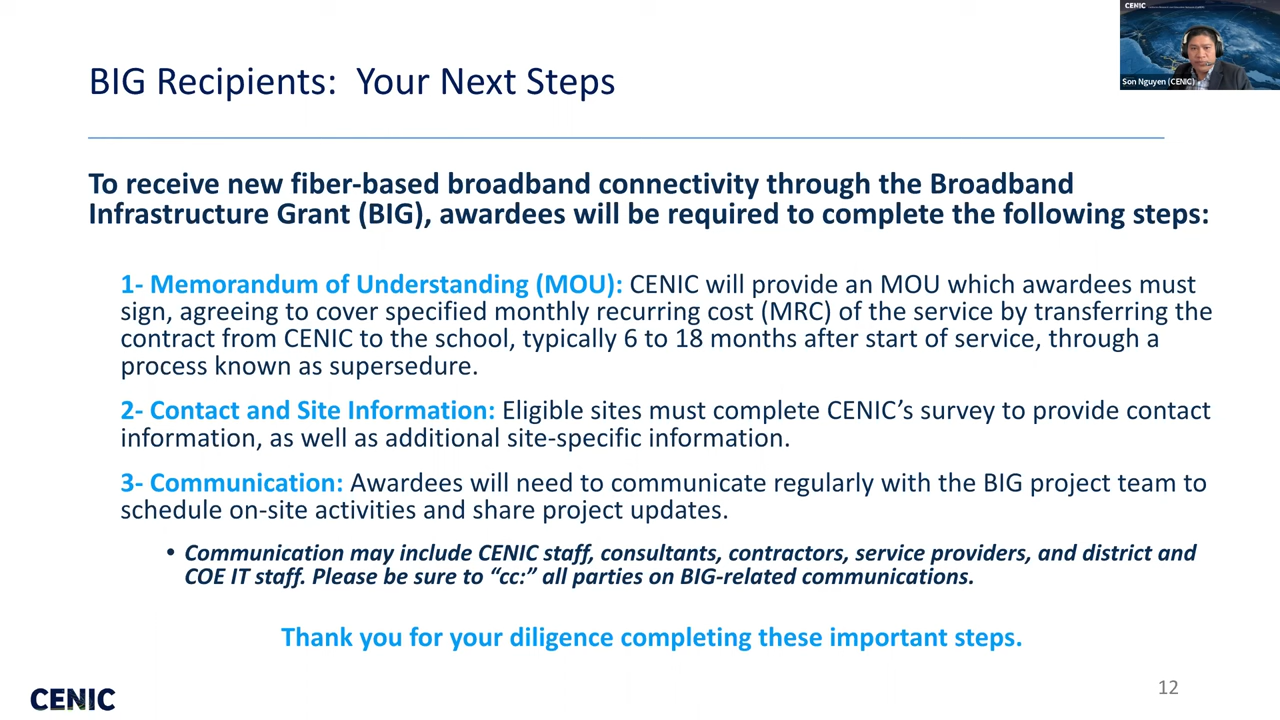 CENIC
Son Nguyen (CENIC)
BIG Recipients:  Your Next Steps
To receive new fiber-based broadband connectivity through the Broadband
Infrastructure Grant (BIG), awardees will be required to complete the following steps:
1- Memorandum of Understanding (MOU): CENIC will provide an MOU which awardees must
sign, agreeing to cover specified monthly recurring cost (MRC) of the service by transferring the
contract from CENIC to the school, typically 6 to 18 months after start of service, through a
process known as supersedure.
2- Contact and Site Information: Eligible sites must complete CENIC’s survey to provide contact
information, as well as additional site-specific information.
3- Communication: Awardees will need to communicate regularly with the BIG project team to
schedule on-site activities and share project updates.
• Communication may include CENIC staff, consultants, contractors, service providers, and district and
COE IT staff. Please be sure to “cc:” all parties on BIG-related communications.
Thank you for your diligence completing these important steps.
CENIC
12